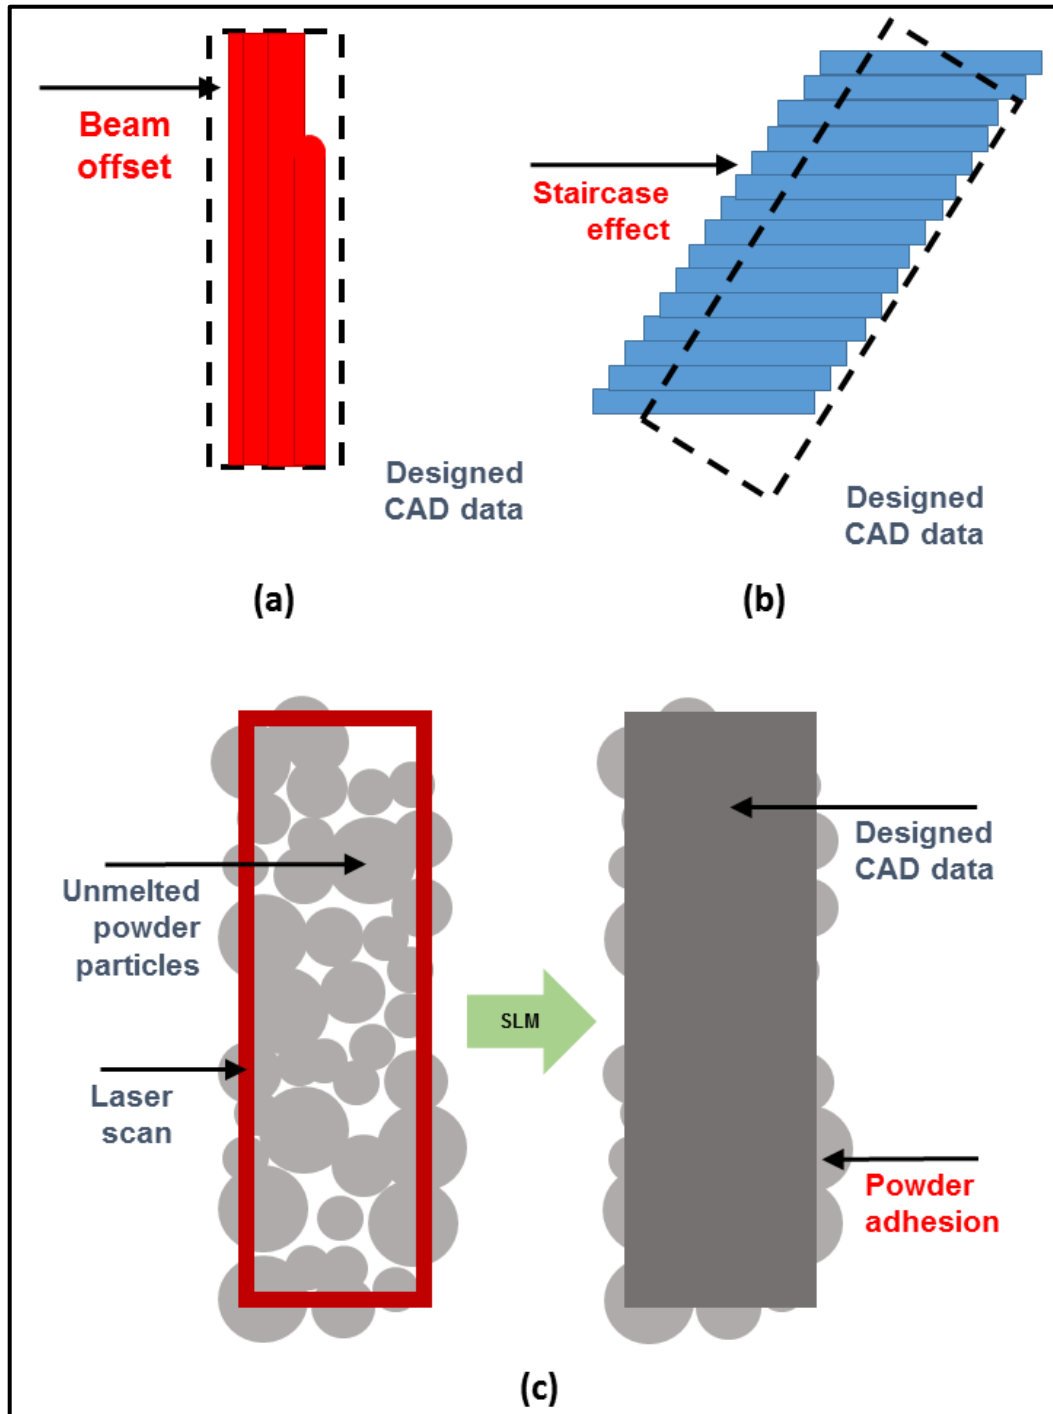 Beam
offset
Designed
CAD data
(a)
Staircase
effect
Designed
CAD data
(b)
Unmelted
powder
particles
Laser
scan
SLM
Designed
CAD data
Powder
adhesion
(c)